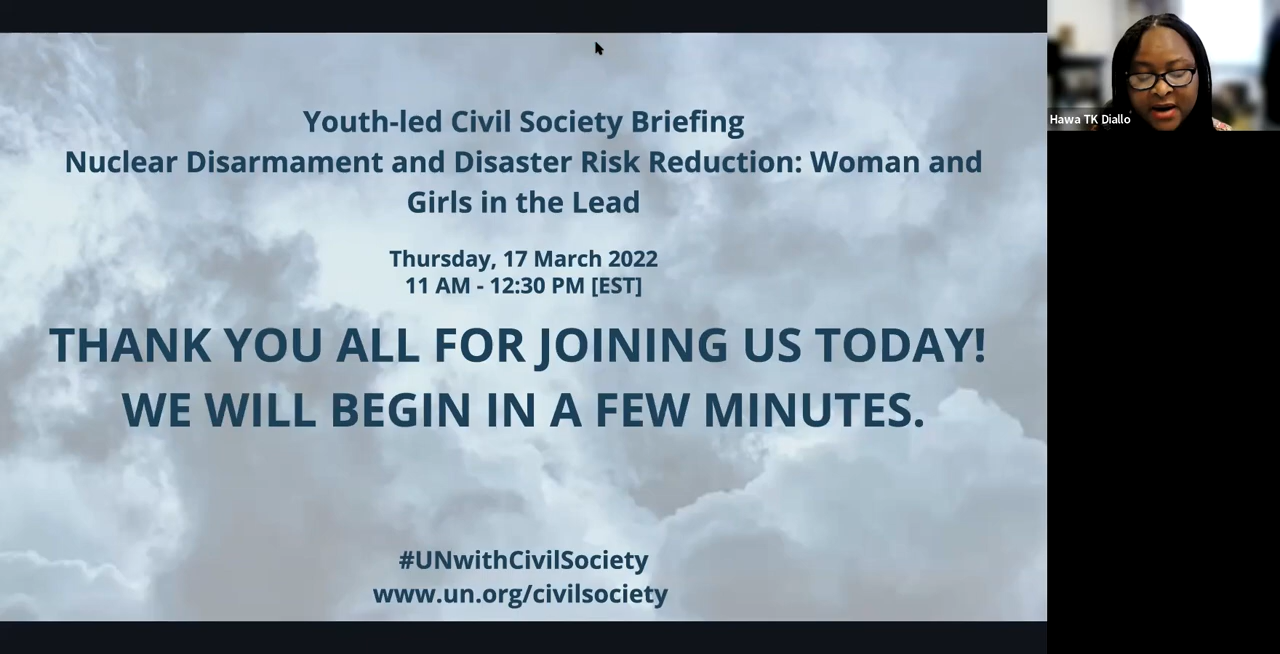 Youth-led Civil Society Briefing
Nuclear Disarmament and Disaster Risk Reduction: Woman and
Girls in the Lead
Thursday, 17 March 2022
11 AM - 12:30 PM [EST]
THANK YOU ALL FOR JOINING US TODAY!
WE WILL BEGIN IN A FEW MINUTES.
#UNwithCivilSociety
www.un.org/civilsociety
Hawa TK Diallo